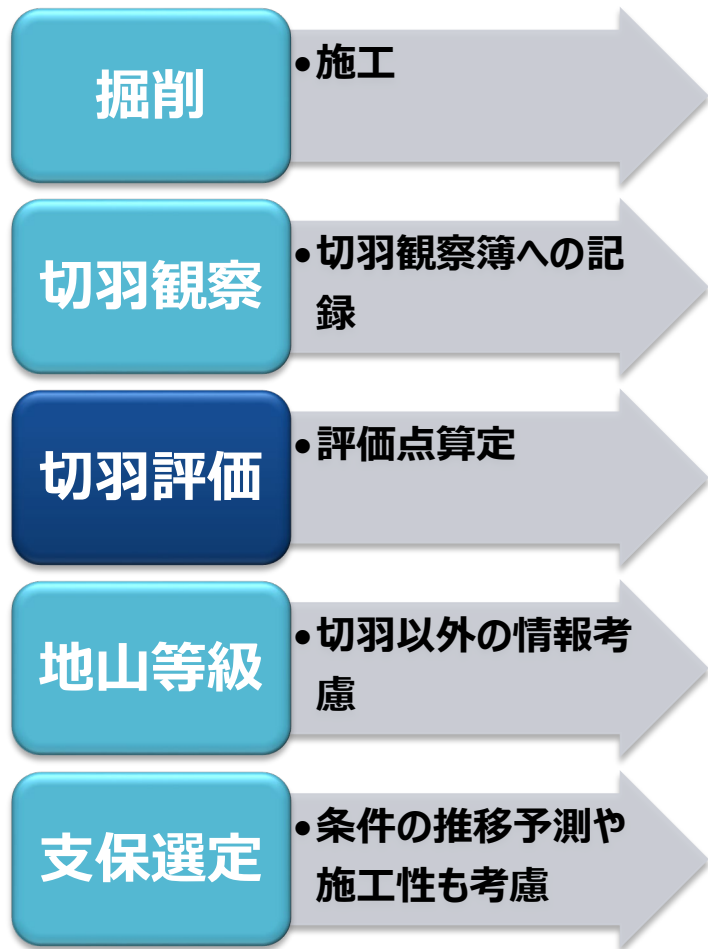 掘削
•施工
切羽観察
•切羽観察簿への記
録
切羽評価
•評価点算定
地山等級
•切羽以外の情報考
慮
支保選定
•条件の推移予測や
施工性も考慮